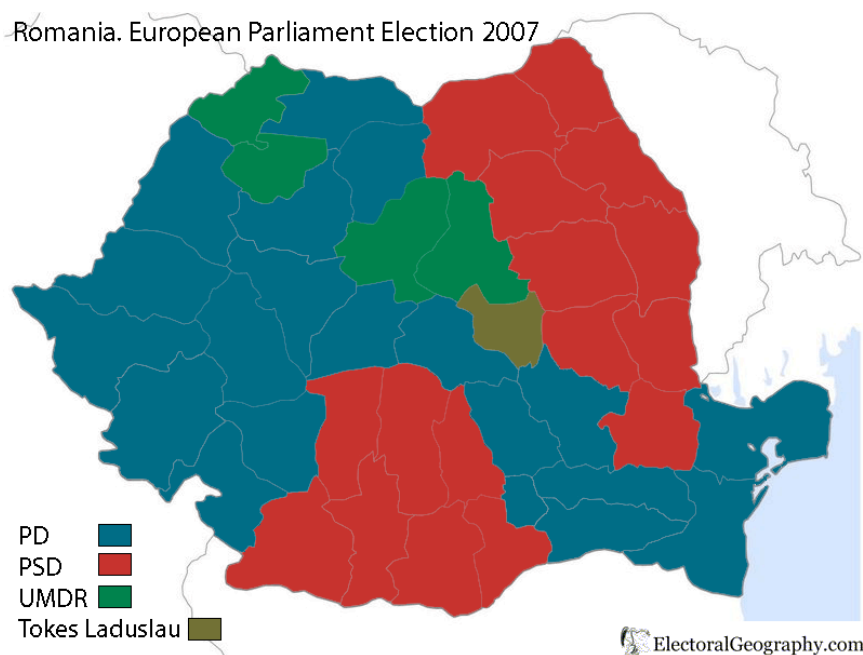 Romania. European Parliament Election 2007
PD
PSD
UMDR
Tokes Laduslau
ElectoralGeography.com